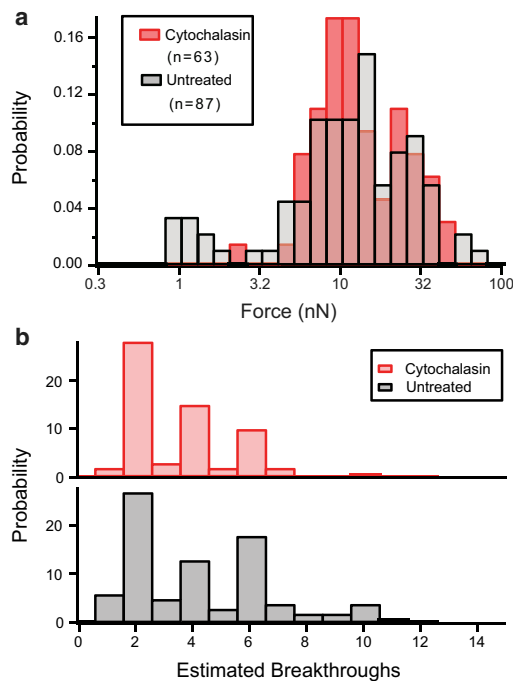 a
0.16
0.12
0.08
0.04
0.00
Probability
Cytochalasin
(n=63)
Untreated
(n=87)
0.3 1 3.2 10 32 100
Force (nN)
b
20
10
0
Cytochalasin
Untreated
Probability
20
10
0
0 2 4 6 8 10 12 14
Estimated Breakthroughs